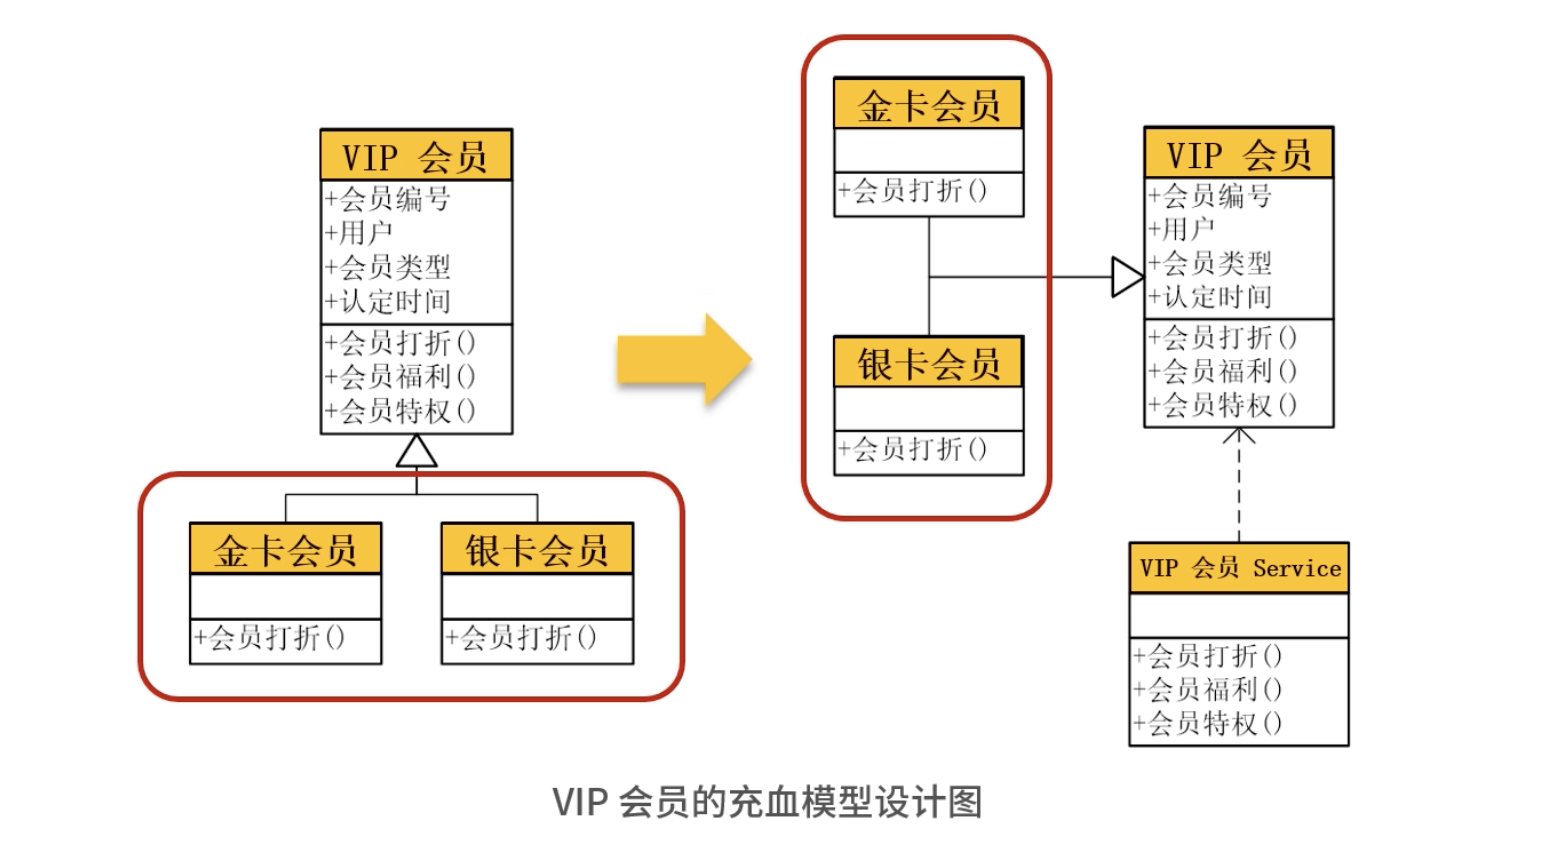 VIP 会员
+会员编号
+用户
+会员类型
+认定时间
+会员打折()
+会员福利()
+会员特权()
金卡会员
+会员打折()
银卡会员
+会员打折()
金卡会员
+会员打折()
银卡会员
+会员打折()
VIP 会员
+会员编号
+用户
+会员类型
+认定时间
+会员打折()
+会员福利()
+会员特权()
VIP 会员 Service
+会员打折()
+会员福利()
+会员特权()
VIP 会员的充血模型设计图